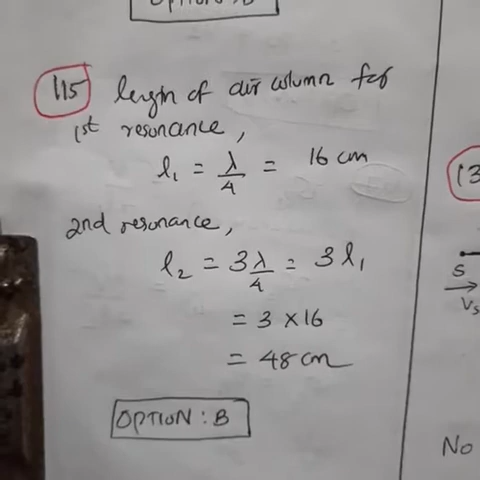 OPTION: B
115 length of air column for
1st resonance,
l₁ = λ/4 = 16 cm
2nd resonance,
l₂ = 3λ/4 = 3 l₁
= 3 × 16
= 48 cm
OPTION : B
13
S
Vs
No